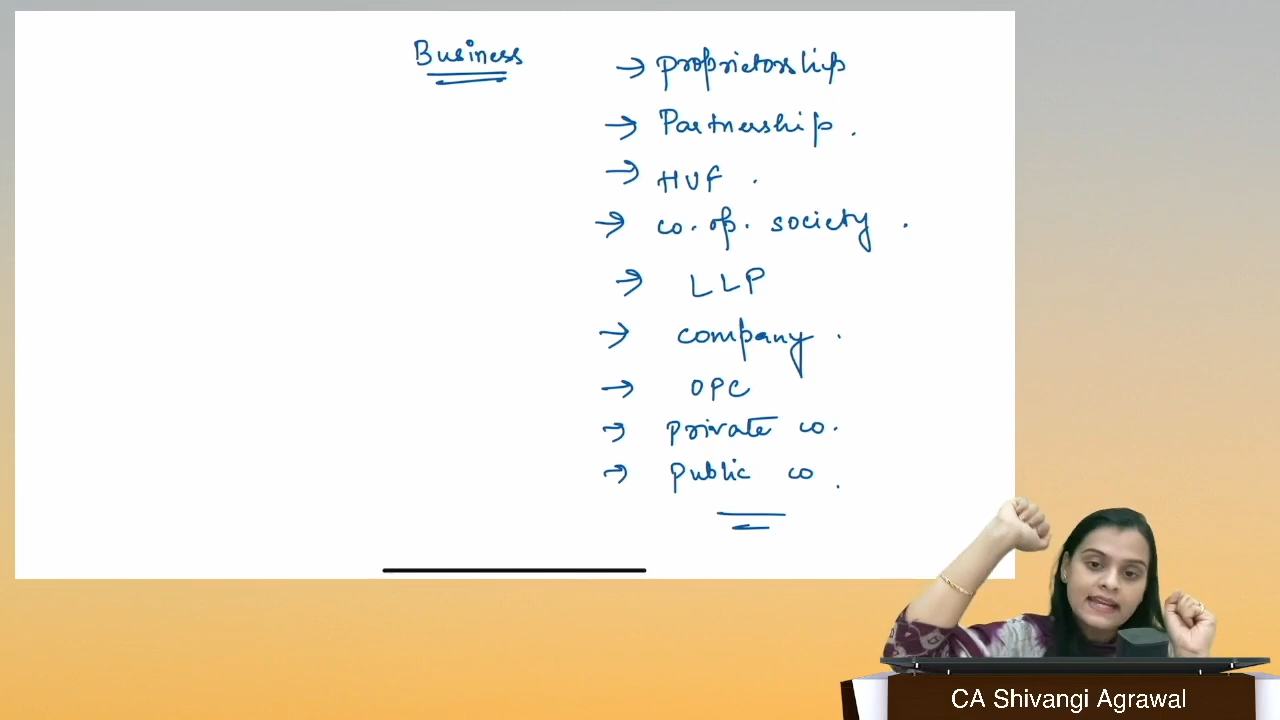 Business
→ Proprietorship
→ Partnership.
→ HUF.
→ co. op. society.
→ LLP
→ company.
→ OPC
→ private co.
→ public co.
CA Shivangi Agrawal